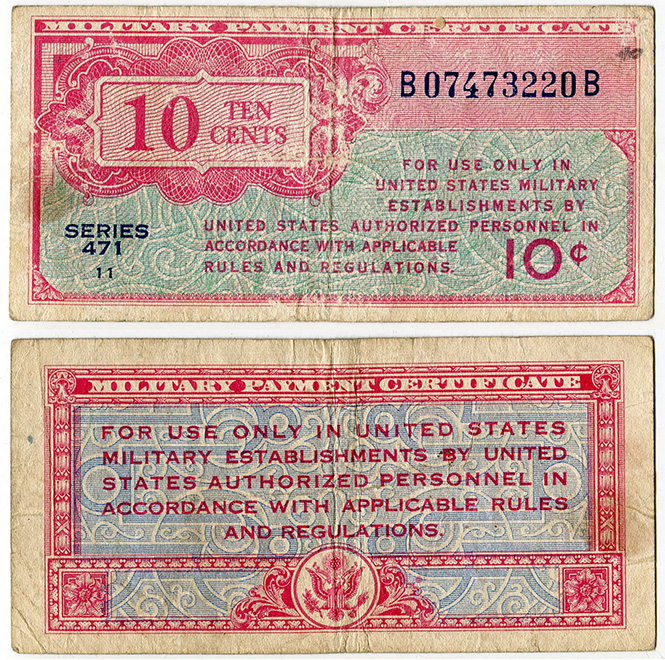 MILITARY PAYMENT CERTIFICATE
10 TEN CENTS
B07473220B
FOR USE ONLY IN
UNITED STATES MILITARY
ESTABLISHMENTS BY
UNITED STATES AUTHORIZED PERSONNEL IN
ACCORDANCE WITH APPLICABLE
RULES AND REGULATIONS.
10¢
SERIES
471
11
MILITARY PAYMENT CERTIFICATE
FOR USE ONLY IN UNITED STATES
MILITARY ESTABLISHMENTS BY UNITED
STATES AUTHORIZED PERSONNEL IN
ACCORDANCE WITH APPLICABLE RULES
AND REGULATIONS.